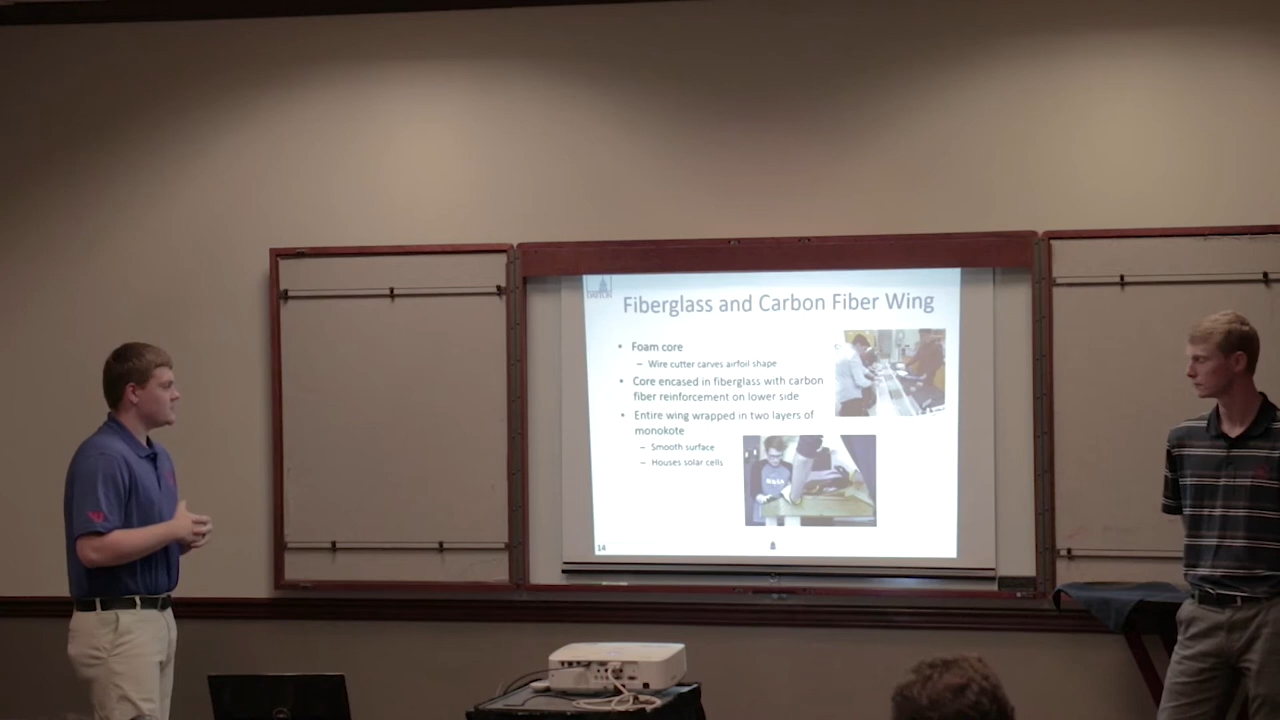 DAYTON
Fiberglass and Carbon Fiber Wing
• Foam core
– Wire cutter carves airfoil shape
• Core encased in fiberglass with carbon
fiber reinforcement on lower side
• Entire wing wrapped in two layers of
monokote
– Smooth surface
– Houses solar cells
14